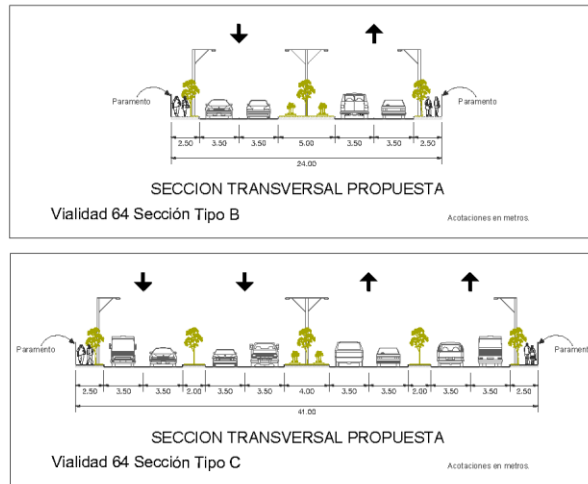 Paramento
Paramento
2.50 3.50 3.50 5.00 3.50 3.50 2.50
24.00
SECCION TRANSVERSAL PROPUESTA
Vialidad 64 Sección Tipo B
Acotaciones en metros.
Paramento
Paramento
2.50 3.50 3.50 2.00 3.50 3.50 4.00 3.50 3.50 2.00 3.50 3.50 2.50
41.00
SECCION TRANSVERSAL PROPUESTA
Vialidad 64 Sección Tipo C
Acotaciones en metros.